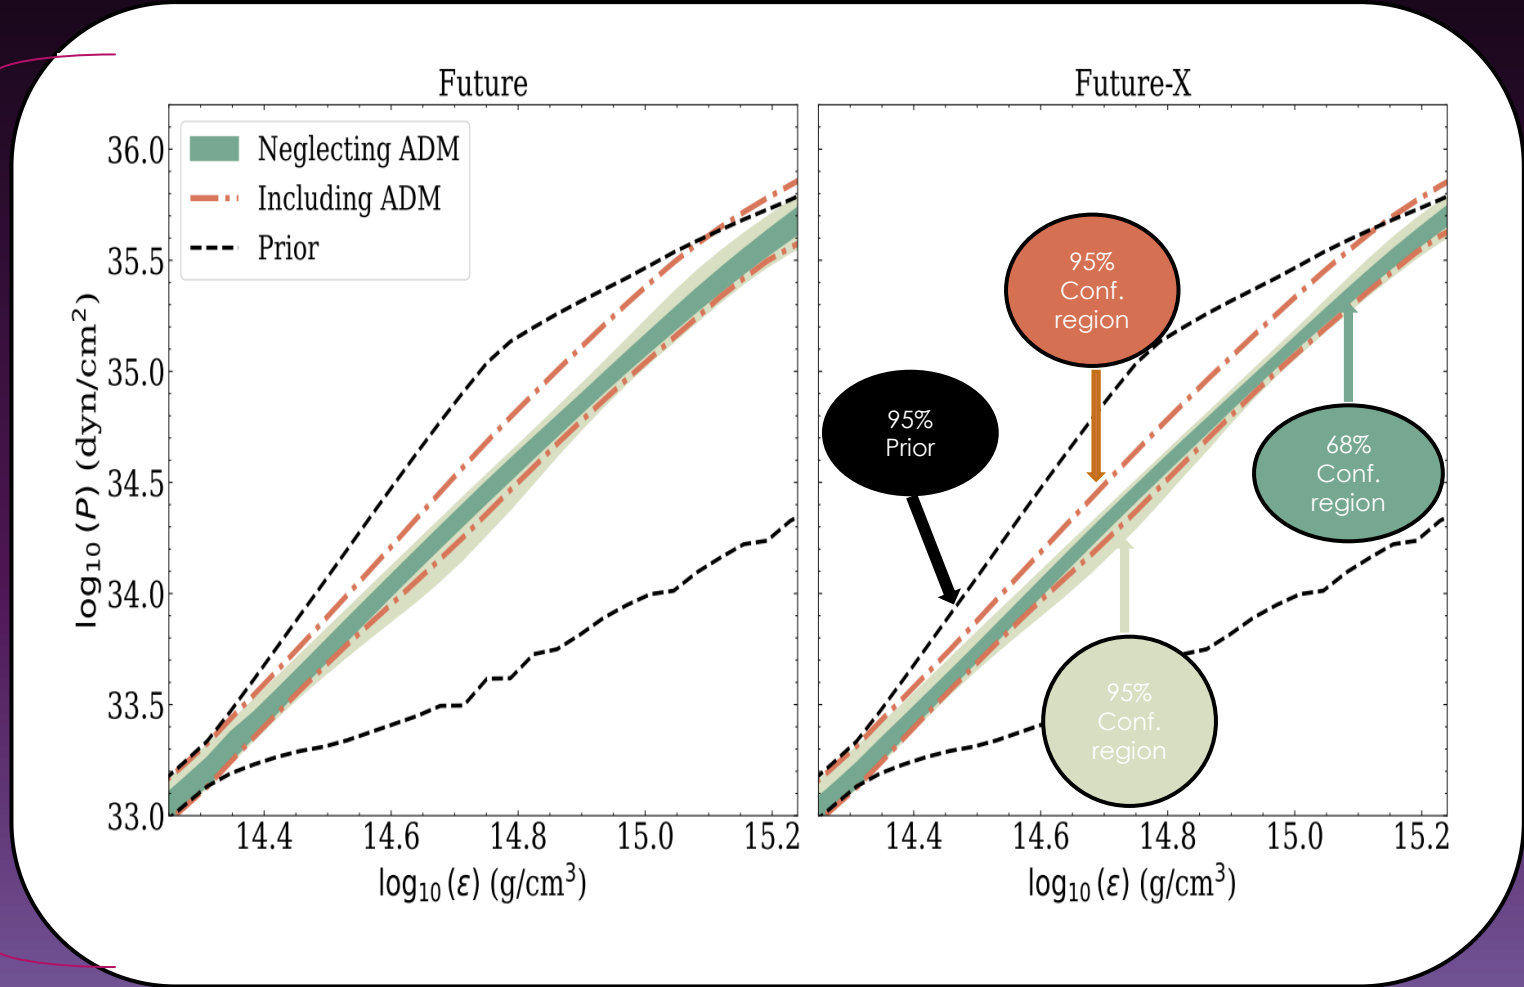 Future
Neglecting ADM
Including ADM
Prior
36.0
35.5
35.0
34.5
34.0
33.5
33.0
log₁₀ (P) (dyn/cm²)
14.4 14.6 14.8 15.0 15.2
log₁₀ (ε) (g/cm³)
Future-X
95%
Conf.
region
95%
Prior
68%
Conf.
region
95%
Conf.
region
14.4 14.6 14.8 15.0 15.2
log₁₀ (ε) (g/cm³)